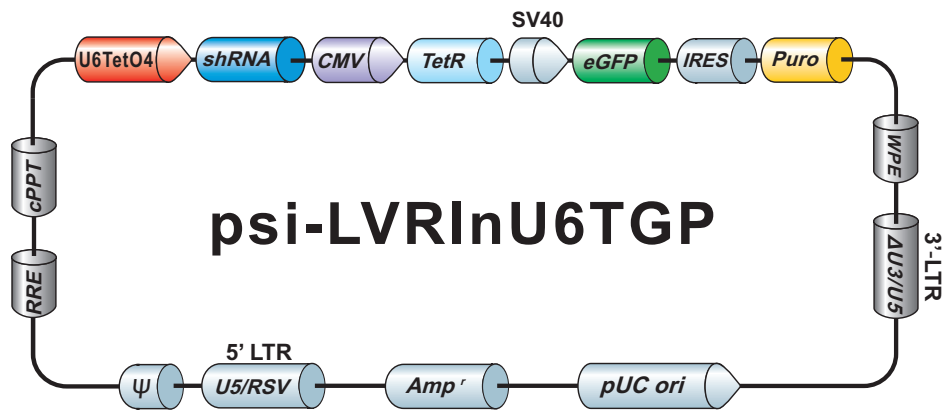 SV40
U6TetO4
shRNA
CMV
TetR
eGFP
IRES
Puro
cPPT
WPE
psi-LVRInU6TGP
RRE
ΔU3/U5
3'-LTR
5' LTR
Ψ
U5/RSV
Amp r
pUC ori